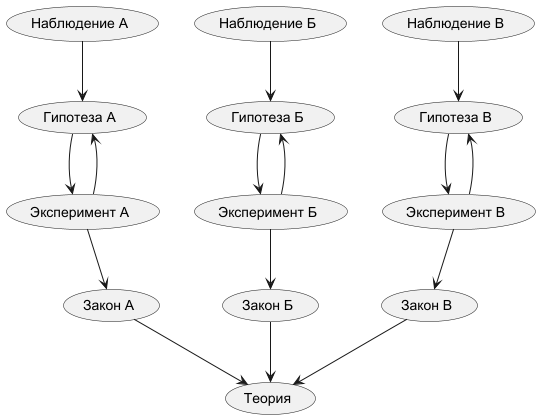 Наблюдение А
Наблюдение Б
Наблюдение В
Гипотеза А
Гипотеза Б
Гипотеза В
Эксперимент А
Эксперимент Б
Эксперимент В
Закон А
Закон Б
Закон В
Теория